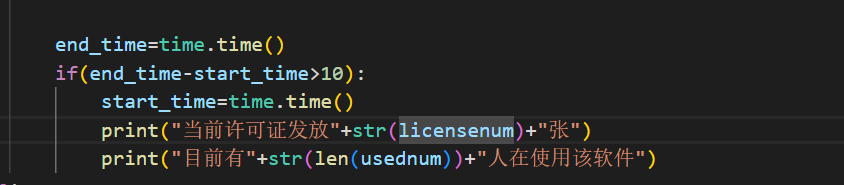 end_time=time.time()
if(end_time-start_time>10):
start_time=time.time()
print("当前许可证发放"+str(licensenum)+"张")
print("目前有"+str(len(usednum))+"人在使用该软件")